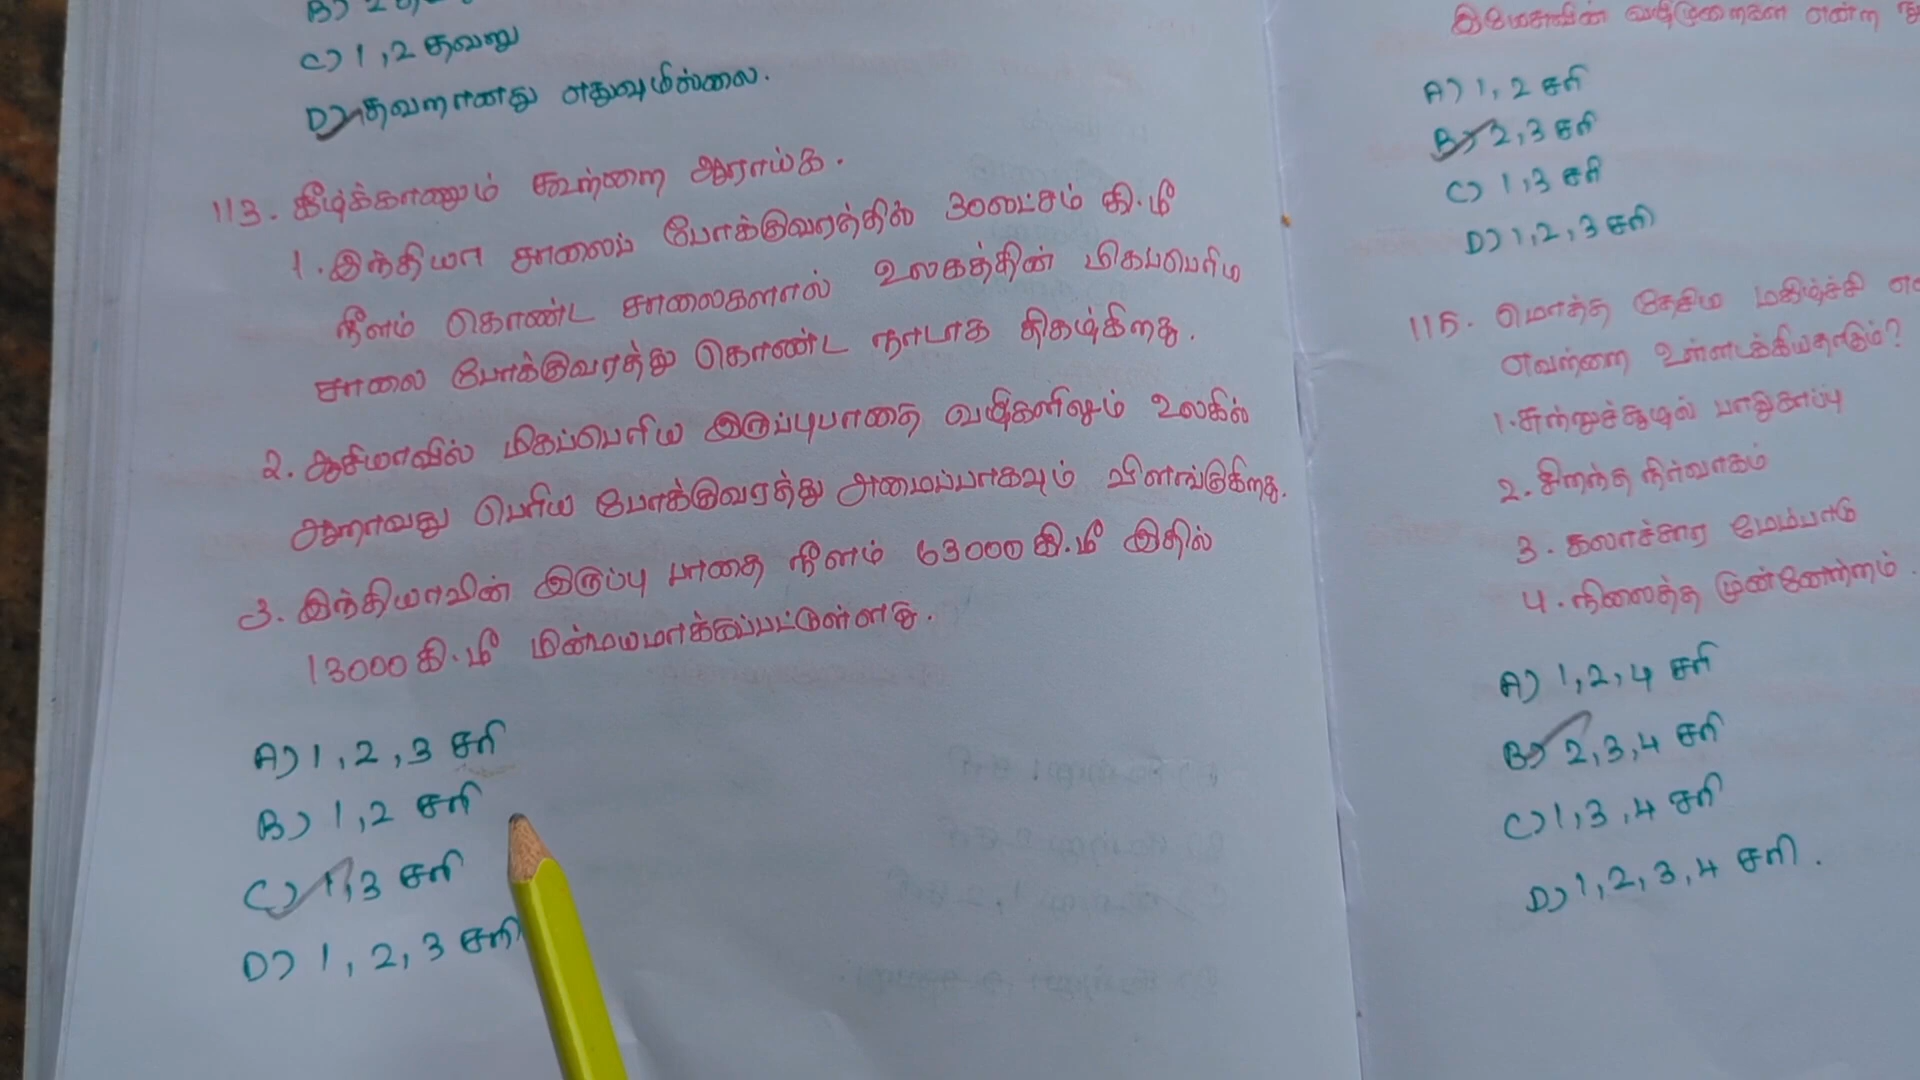 C) 1, 2 தவறு
D) தவறானது எதுவுமில்லை.
113. கீழ்க்காணும் கூற்றை ஆராய்க.
1. இந்தியா சாலைப் போக்குவரத்தில் 30லட்சம் கி.மீ
நீளம் கொண்ட சாலைகளால் உலகத்தின் மிகப்பெரிய
சாலை போக்குவரத்து கொண்ட நாடாக திகழ்கிறது.
2. ஆசியாவில் மிகப்பெரிய இருப்புபாதை வழிகளிலும் உலகில்
ஆறாவது பெரிய போக்குவரத்து அமைப்பாகவும் விளங்குகிறது.
3. இந்தியாவின் இருப்பு பாதை நீளம் 63000 கி.மீ இதில்
13000 கி.மீ மின்மயமாக்கப்பட்டுள்ளது.
A) 1, 2, 3 சரி
B) 1, 2 சரி
C) 1, 3 சரி
D) 1, 2, 3 சரி
A) 1, 2 சரி
B) 2, 3 சரி
C) 1, 3 சரி
D) 1, 2, 3 சரி
115. மொத்த தேசிய மகிழ்ச்சி
எவற்றை உள்ளடக்கியதாகும்?
1. சுற்றுச்சூழல் பாதுகாப்பு
2. சிறந்த நிர்வாகம்
3. கலாச்சார மேம்பாடு
4. நிலைத்த முன்னேற்றம்.
A) 1, 2, 4 சரி
B) 2, 3, 4 சரி
C) 1, 3, 4 சரி
D) 1, 2, 3, 4 சரி.